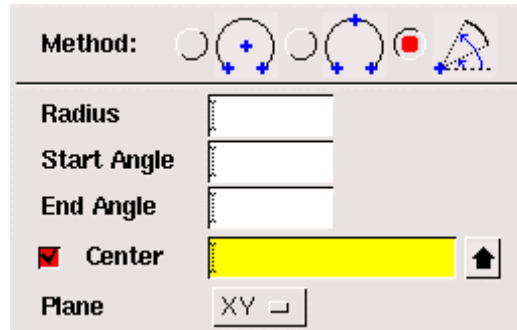 Method:
Radius
Start Angle
End Angle
Center
Plane
XY